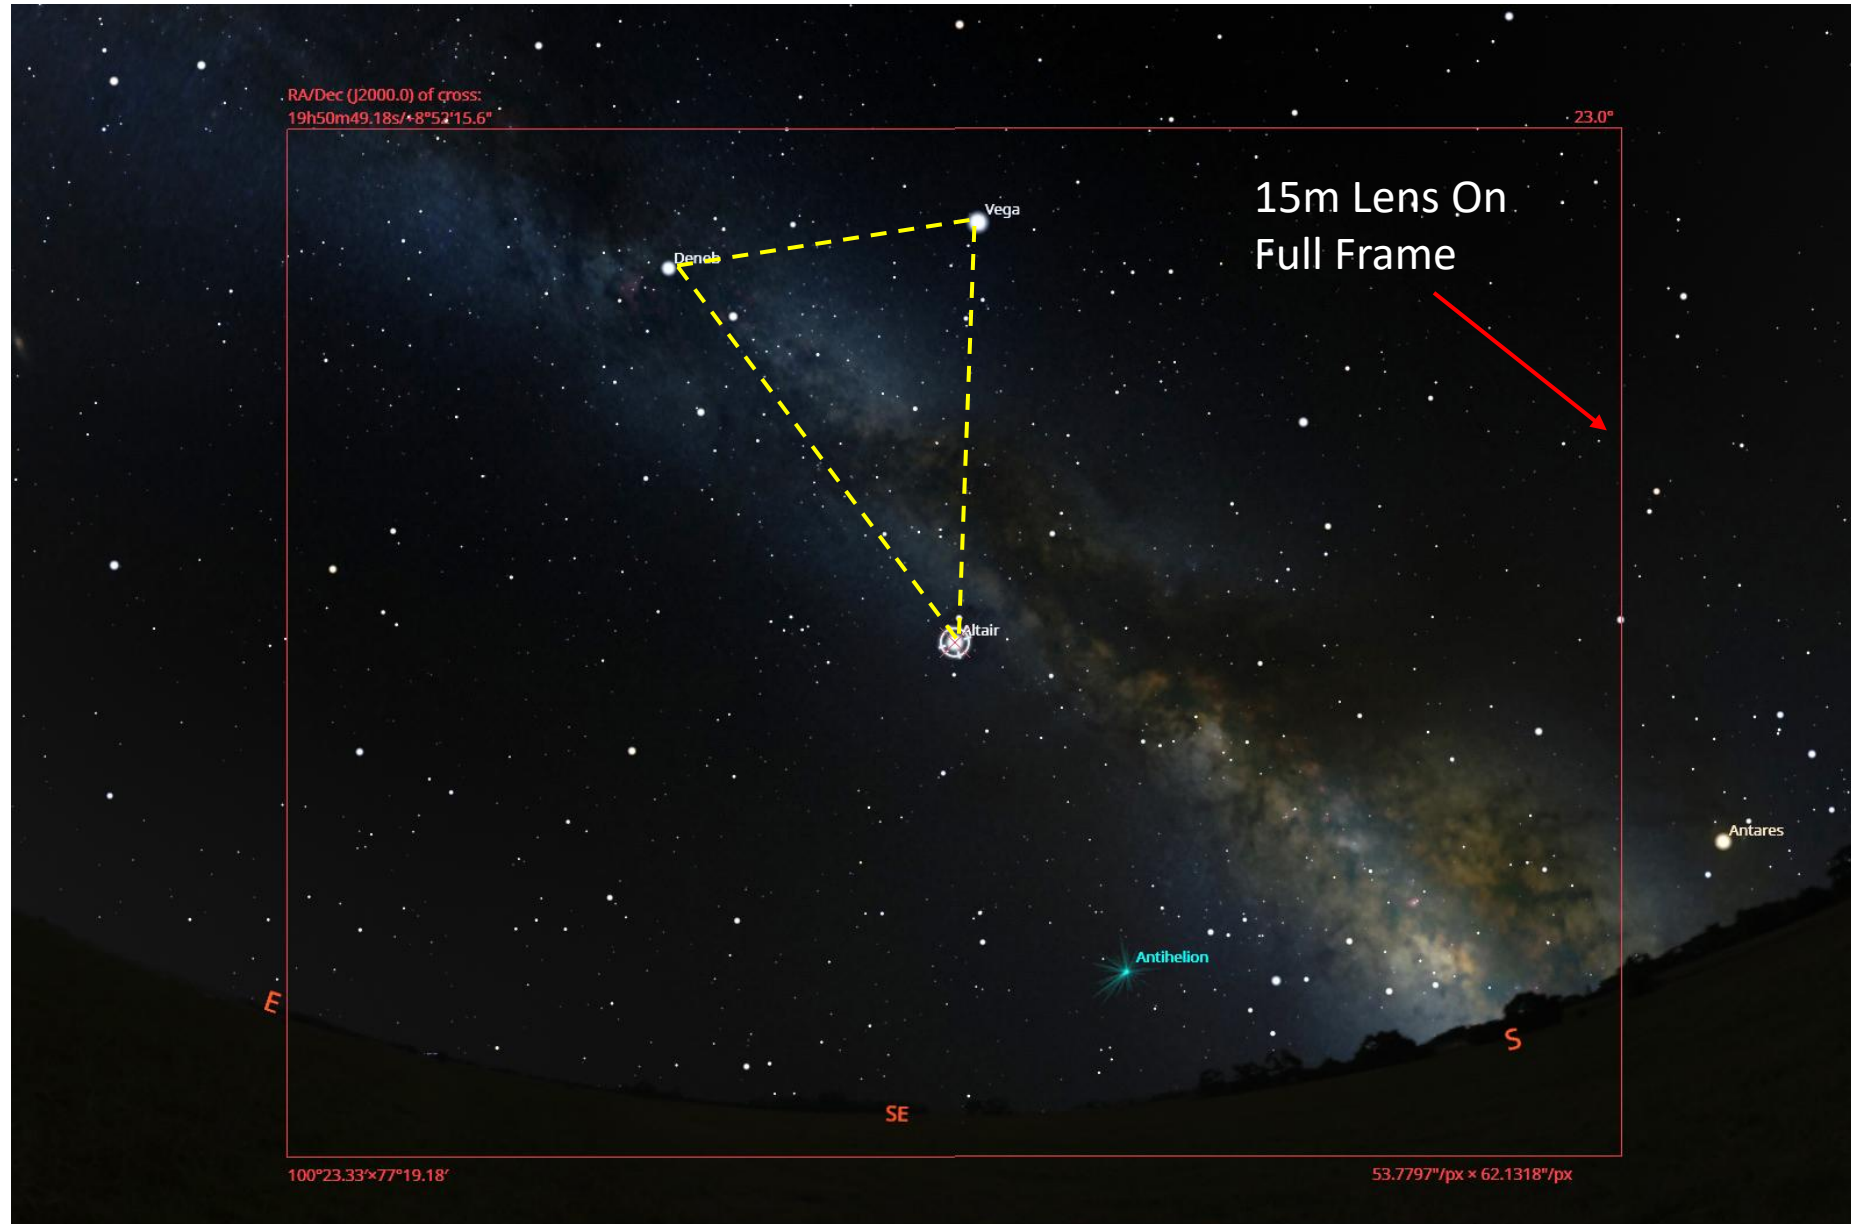 RA/Dec (J2000.0) of cross:
19h50m49.18s/+8°52'15.6"
23.0°
15m Lens On
Full Frame
Vega
Deneb
Altair
Antares
Antihelion
E
S
SE
100°23.33′×77°19.18′
53.7797"/px × 62.1318"/px